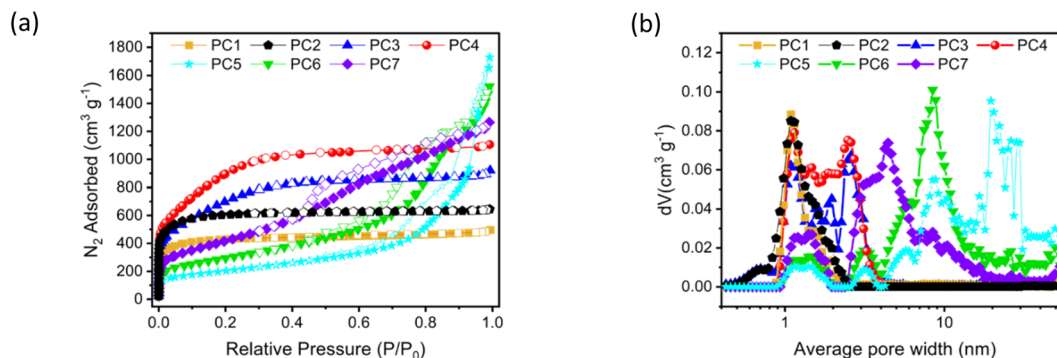 (a)
N₂ Adsorbed (cm³ g⁻¹)
1800
1600
1400
1200
1000
800
600
400
200
0
PC1 PC2 PC3 PC4
PC5 PC6 PC7
0.0 0.2 0.4 0.6 0.8 1.0
Relative Pressure (P/P₀)
(b)
dV(cm³ g⁻¹)
0.12
0.10
0.08
0.06
0.04
0.02
0.00
PC1 PC2 PC3 PC4
PC5 PC6 PC7
1 10
Average pore width (nm)